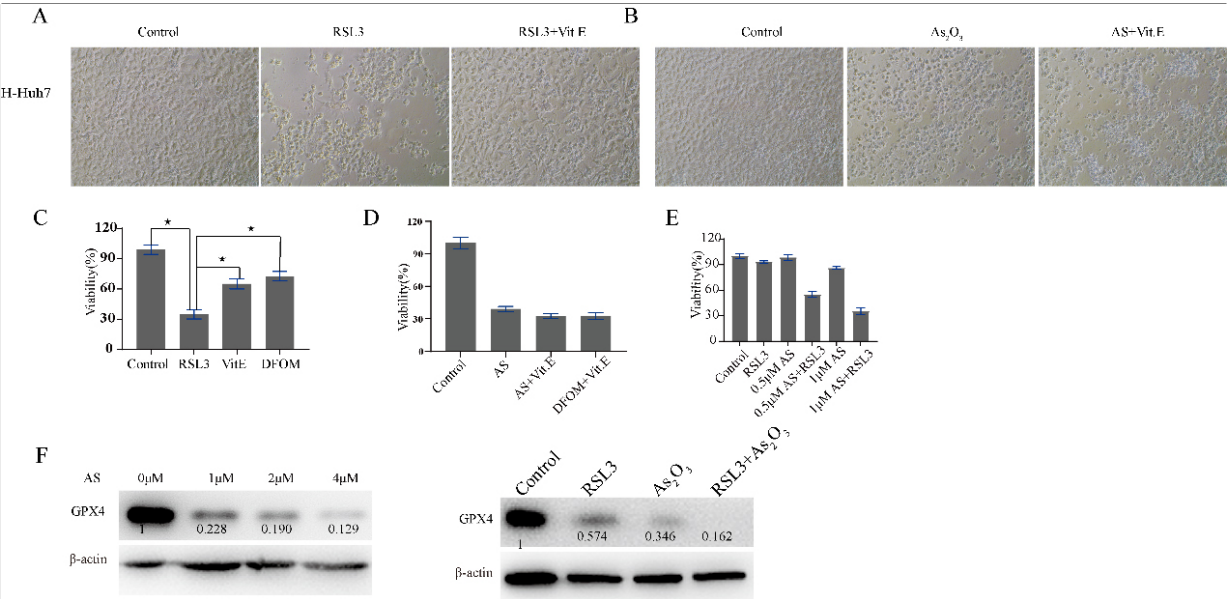 A
B
Control
RSL3
RSL3+Vit E
Control
As2O3
AS+Vit.E
H-Huh7
C
D
E
Viability(%)
120
90
60
30
0
Control
RSL3
VitE
DFOM
★
★
★
Viability(%)
120
90
60
30
0
Control
AS
AS+Vit.E
DFOM+Vit.E
Viability(%)
120
90
60
30
0
Control
RSL3
0.5μM AS
0.5μM AS+RSL3
1μM AS
1μM AS+RSL3
F
AS
0μM
1μM
2μM
4μM
GPX4
1
0.228
0.190
0.129
β-actin
Control
RSL3
As2O3
RSL3+As2O3
GPX4
1
0.574
0.346
0.162
β-actin